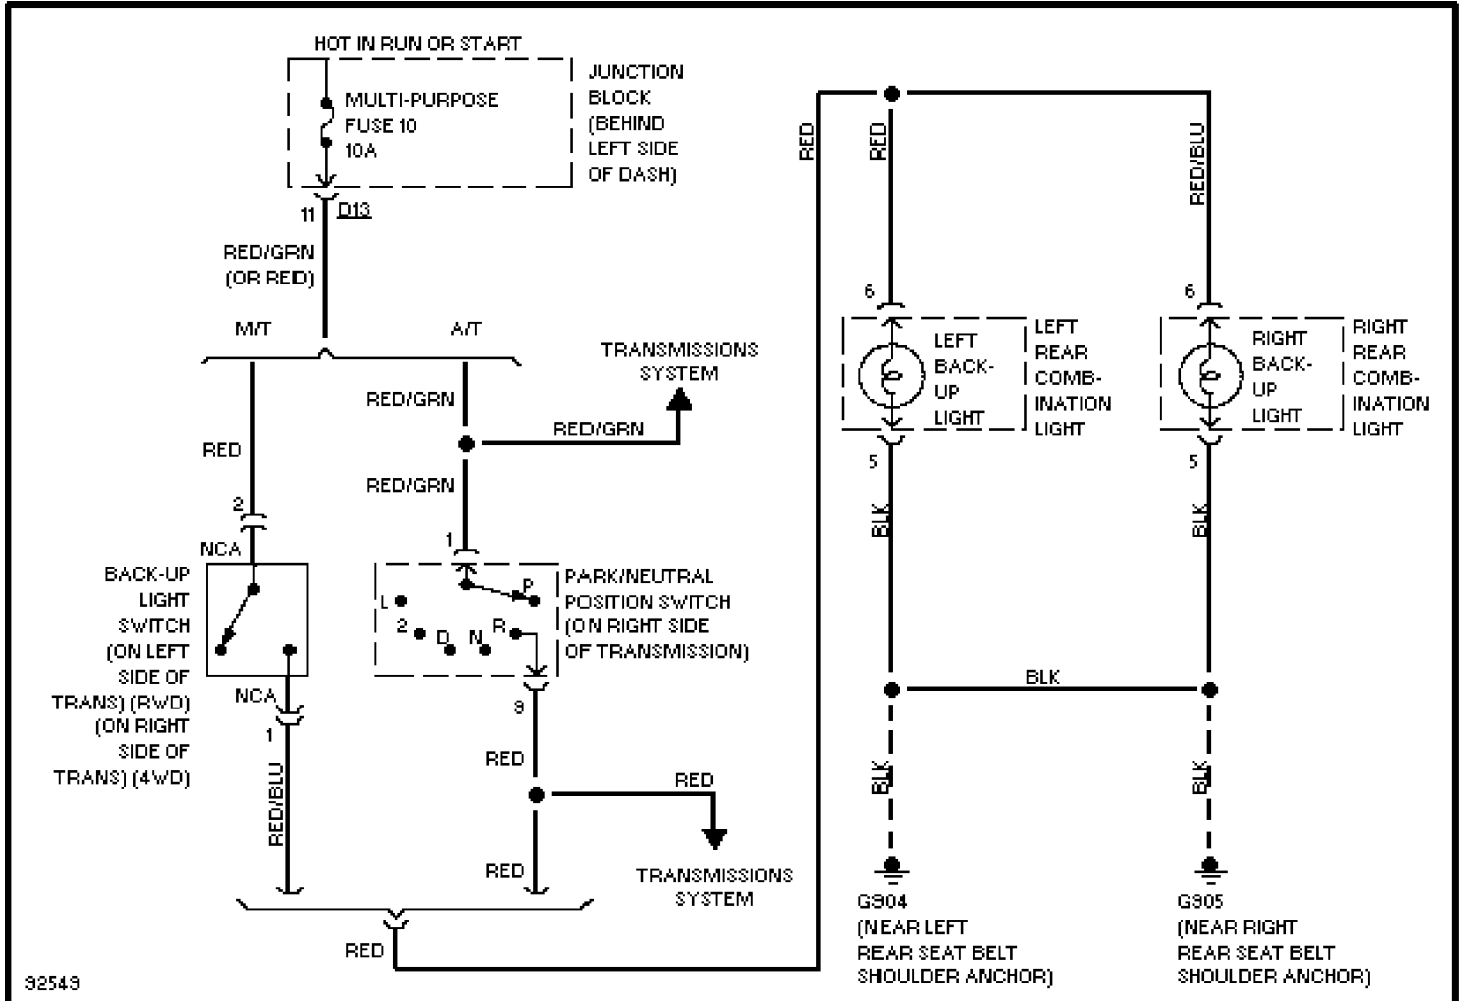 HOT IN RUN OR START
MULTI-PURPOSE
FUSE 10
10A
JUNCTION
BLOCK
(BEHIND
LEFT SIDE
OF DASH)
11
D13
RED/GRN
(OR RED)
M/T
A/T
RED/GRN
TRANSMISSIONS
SYSTEM
RED/GRN
RED
RED/GRN
2
NCA
1
BACK-UP
LIGHT
SWITCH
(ON LEFT
SIDE OF
TRANS) (RWD)
(ON RIGHT
SIDE OF
TRANS) (4WD)
P
L
2
D
N
R
PARK/NEUTRAL
POSITION SWITCH
(ON RIGHT SIDE
OF TRANSMISSION)
NCA
1
RED/BLU
9
RED
RED
RED
TRANSMISSIONS
SYSTEM
RED
RED
RED
RED/BLU
6
LEFT
BACK-
UP
LIGHT
LEFT
REAR
COMB-
INATION
LIGHT
5
6
RIGHT
BACK-
UP
LIGHT
RIGHT
REAR
COMB-
INATION
LIGHT
5
BLK
BLK
BLK
BLK
BLK
G904
(NEAR LEFT
REAR SEAT BELT
SHOULDER ANCHOR)
G905
(NEAR RIGHT
REAR SEAT BELT
SHOULDER ANCHOR)
92549